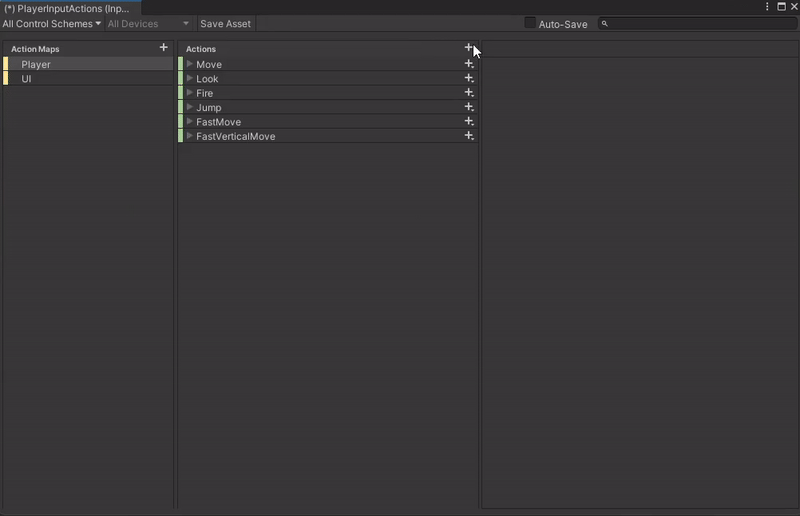 (*) PlayerInputActions (Inp...
All Control Schemes All Devices Save Asset Auto-Save
Action Maps
Player
UI
Actions
Move
Look
Fire
Jump
FastMove
FastVerticalMove